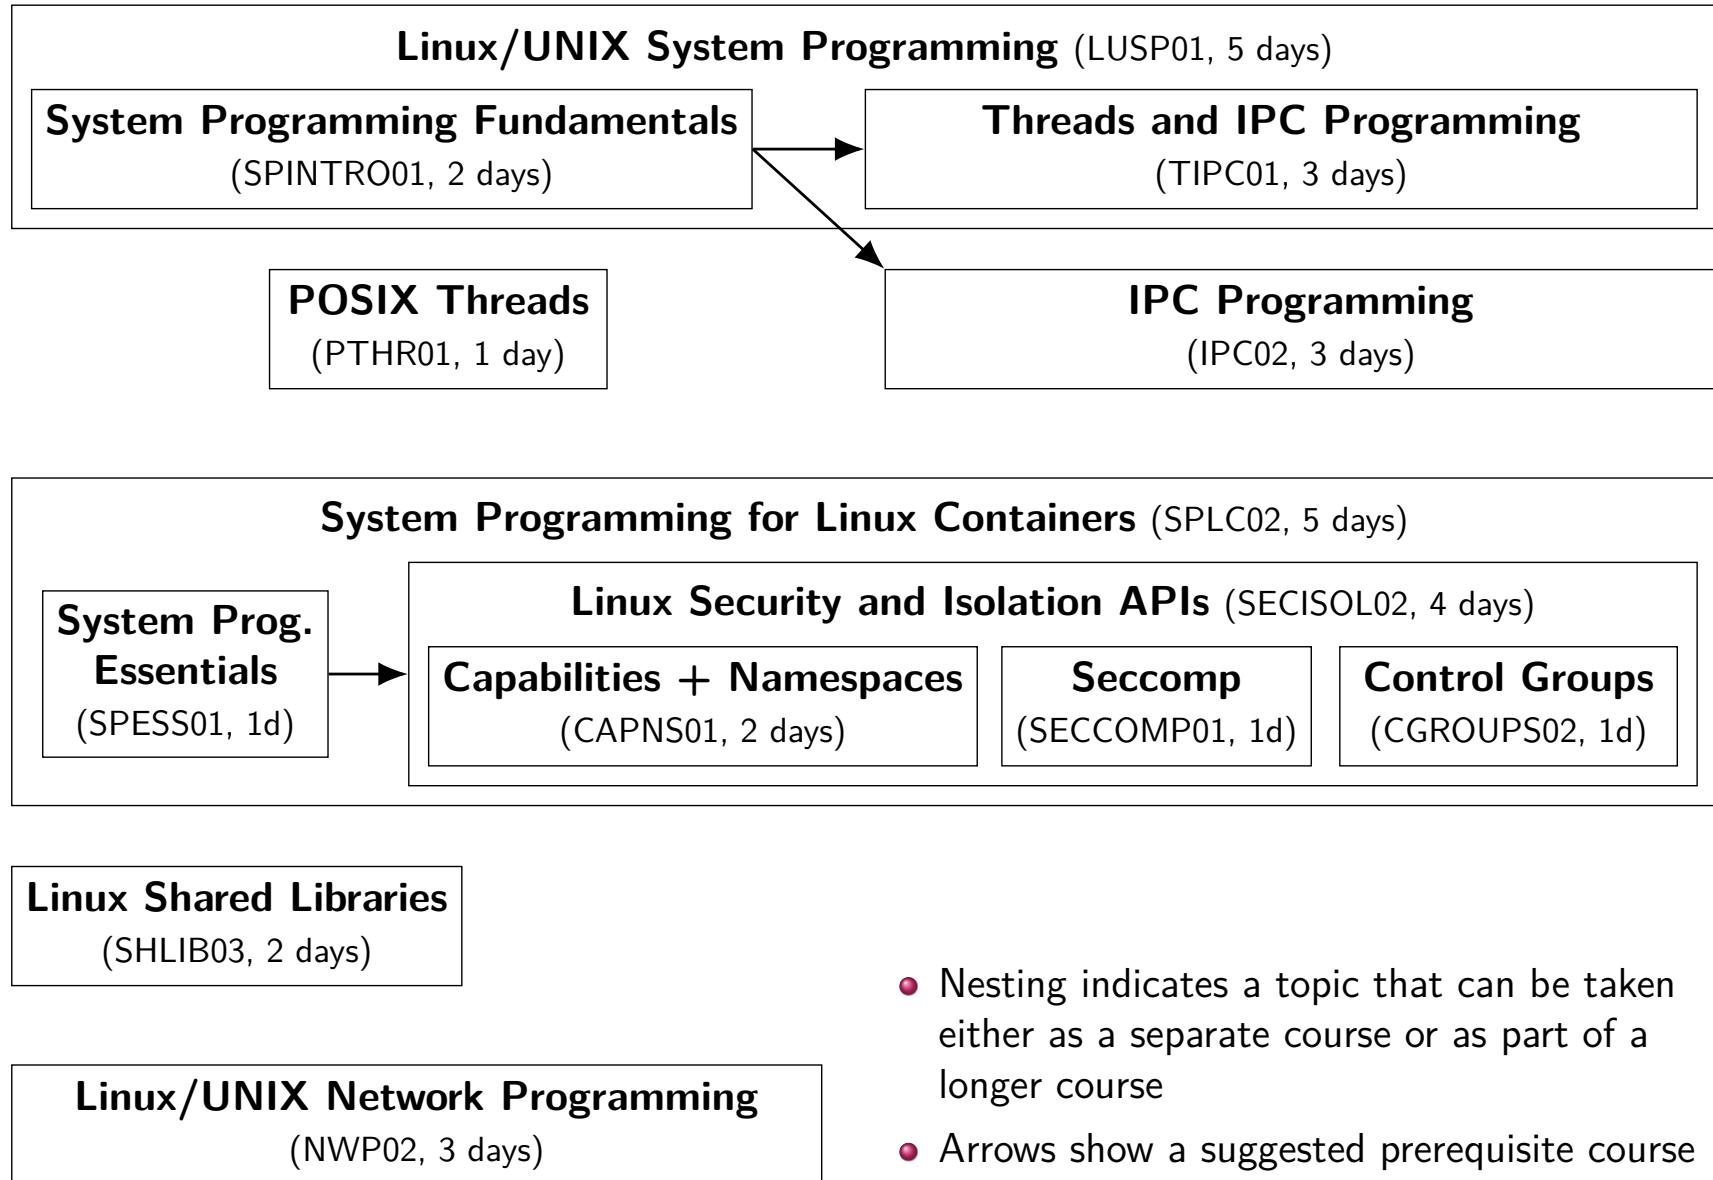 Linux/UNIX System Programming (LUSP01, 5 days)
System Programming Fundamentals
(SPINTRO01, 2 days)
Threads and IPC Programming
(TIPC01, 3 days)
POSIX Threads
(PTHR01, 1 day)
IPC Programming
(IPC02, 3 days)
System Programming for Linux Containers (SPLC02, 5 days)
System Prog.
Essentials
(SPESS01, 1d)
Linux Security and Isolation APIs (SECISOL02, 4 days)
Capabilities + Namespaces
(CAPNS01, 2 days)
Seccomp
(SECCOMP01, 1d)
Control Groups
(CGROUPS02, 1d)
Linux Shared Libraries
(SHLIB03, 2 days)
Linux/UNIX Network Programming
(NWP02, 3 days)
Nesting indicates a topic that can be taken
either as a separate course or as part of a
longer course
Arrows show a suggested prerequisite course